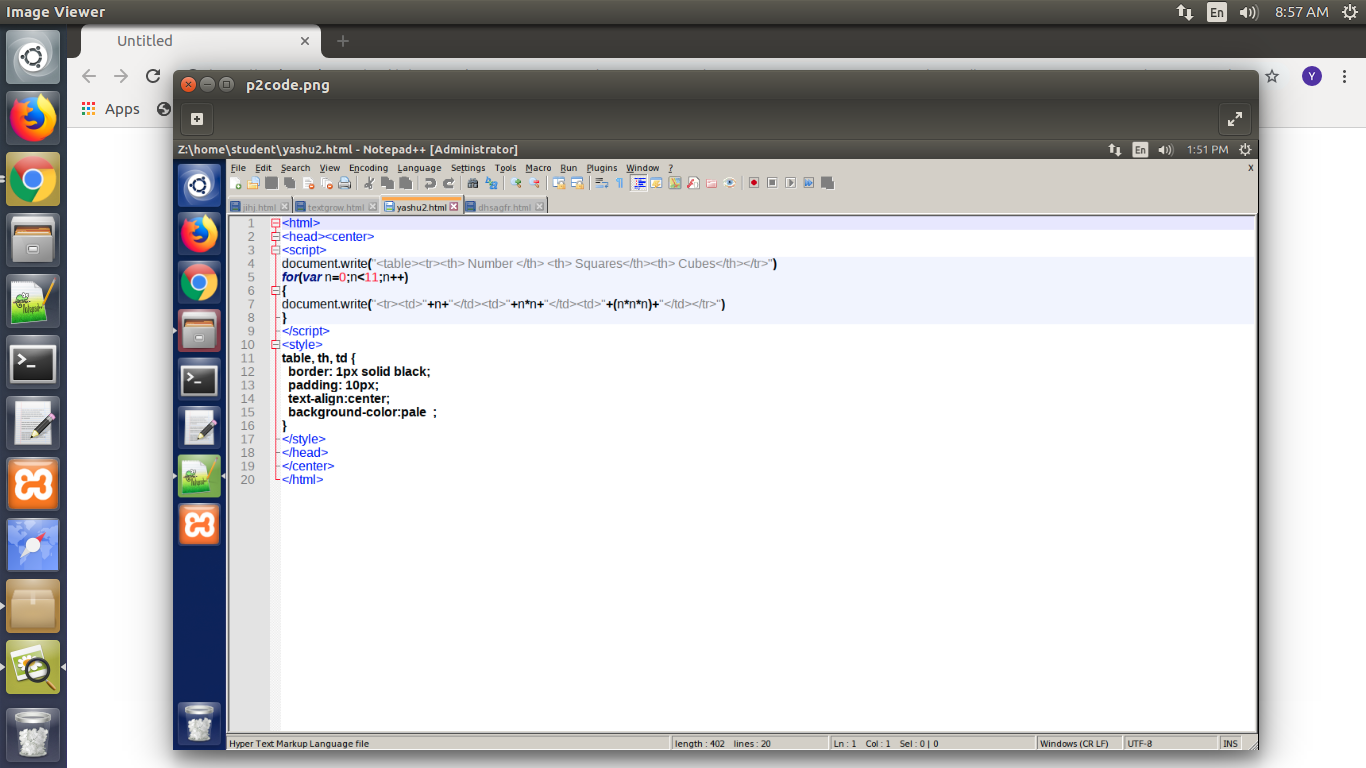 Image Viewer
En
8:57 AM
Untitled
Y
Apps
p2code.png
Z:\home\student\yashu2.html - Notepad++ [Administrator]
En
1:51 PM
File Edit Search View Encoding Language Settings Tools Macro Run Plugins Window ? X
jihj.html textgrow.html yashu2.html dhsagfr.html
1 <html>
2 <head><center>
3 <script>
4 document.write("<table><tr><th> Number </th> <th> Squares</th><th> Cubes</th></tr>")
5 for(var n=0;n<11;n++)
6 {
7 document.write("<tr><td>"+n+"</td><td>"+n*n+"</td><td>"+(n*n*n)+"</td></tr>")
8 }
9 </script>
10 <style>
11 table, th, td {
12 border: 1px solid black;
13 padding: 10px;
14 text-align:center;
15 background-color:pale ;
16 }
17 </style>
18 </head>
19 </center>
20 </html>
Hyper Text Markup Language file length : 402 lines : 20 Ln : 1 Col : 1 Sel : 0 | 0 Windows (CR LF) UTF-8 INS